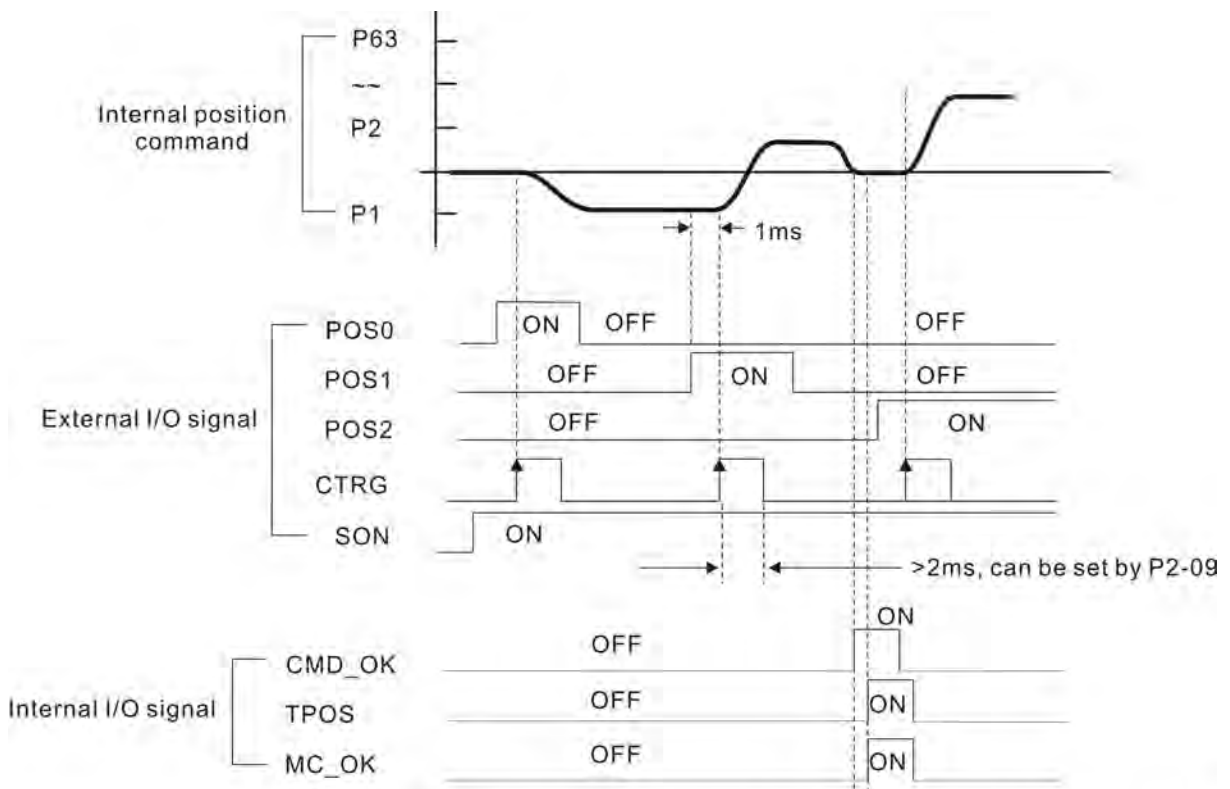 P63
~~
Internal position
command
P2
P1
1ms
POS0
ON
OFF
OFF
POS1
OFF
ON
OFF
External I/O signal
POS2
OFF
ON
CTRG
SON
ON
>2ms, can be set by P2-09
ON
CMD_OK
OFF
Internal I/O signal
TPOS
OFF
ON
MC_OK
OFF
ON